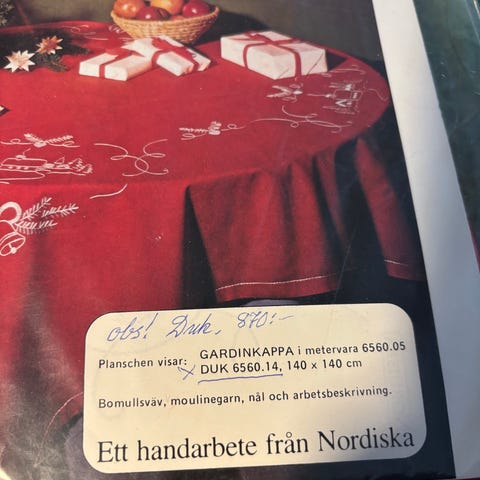 obs! Duk, 870:-
Planschen visar: GARDINKAPPA i metervara 6560.05
x DUK 6560.14, 140 x 140 cm
Bomullsväv, moulinegarn, nål och arbetsbeskrivning.
Ett handarbete från Nordiska